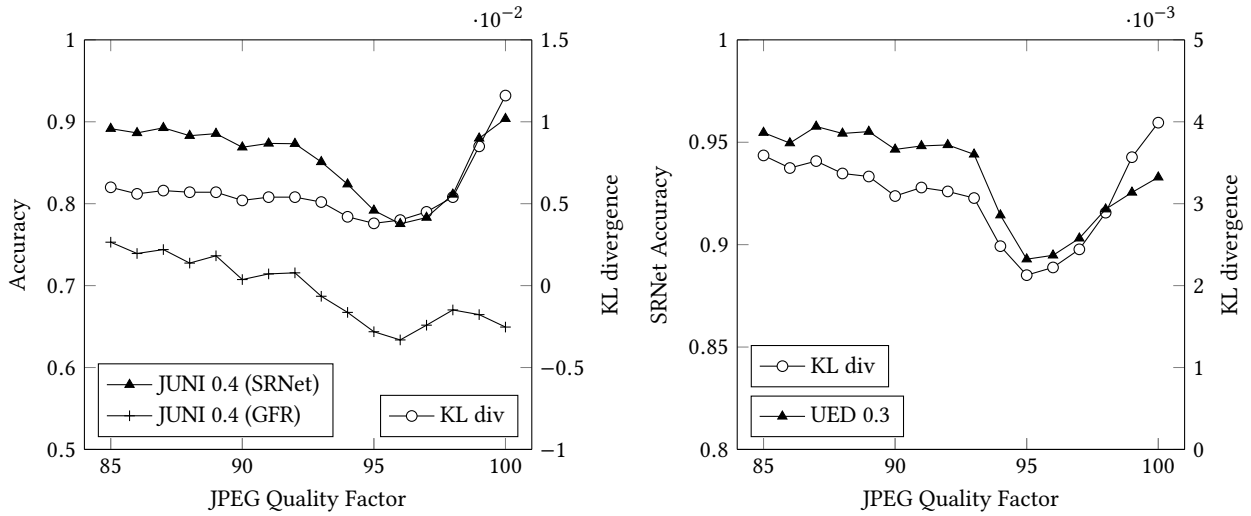 ·10⁻²
1
0.9
0.8
0.7
0.6
0.5
Accuracy
1.5
1
0.5
0
−0.5
−1
KL divergence
JUNI 0.4 (SRNet)
JUNI 0.4 (GFR)
KL div
85 90 95 100
JPEG Quality Factor
·10⁻³
1
0.95
0.9
0.85
0.8
SRNet Accuracy
5
4
3
2
1
0
KL divergence
KL div
UED 0.3
85 90 95 100
JPEG Quality Factor